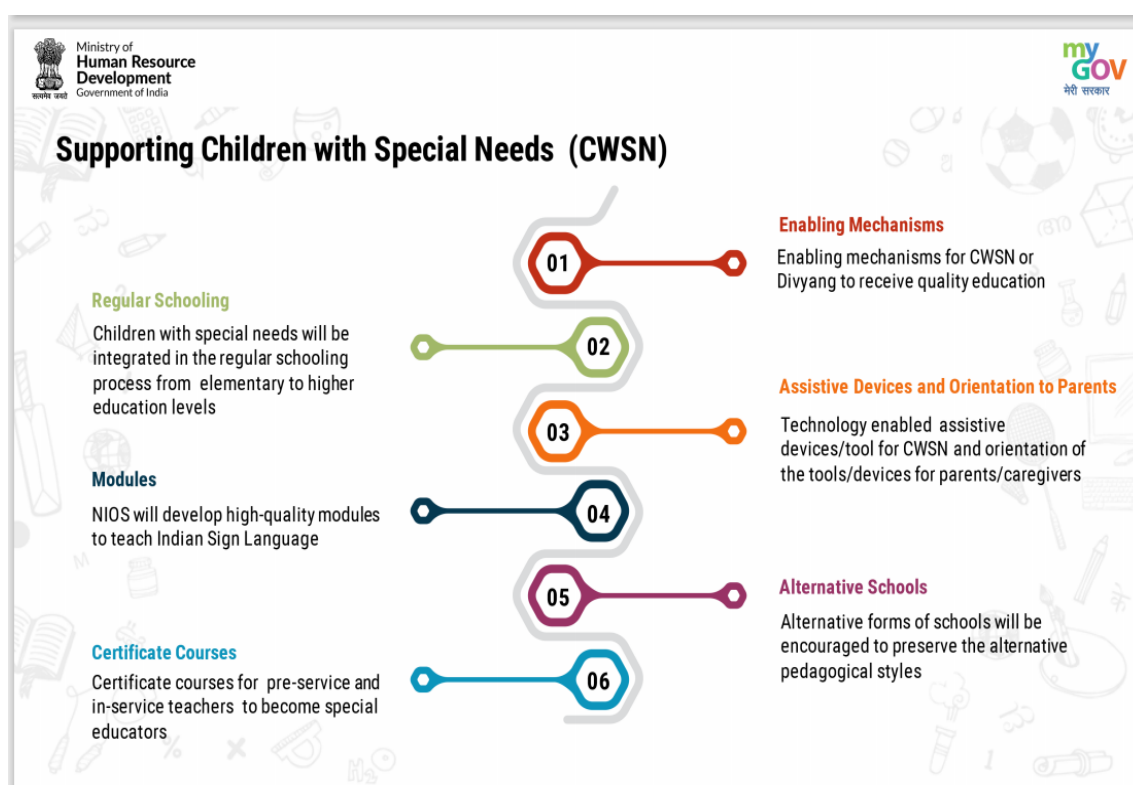 Ministry of
Human Resource
Development
Government of India
सत्यमेव जयते
my
GOV
मेरी सरकार
Supporting Children with Special Needs (CWSN)
01
Enabling Mechanisms
Enabling mechanisms for CWSN or
Divyang to receive quality education
02
Regular Schooling
Children with special needs will be
integrated in the regular schooling
process from elementary to higher
education levels
03
Assistive Devices and Orientation to Parents
Technology enabled assistive
devices/tool for CWSN and orientation of
the tools/devices for parents/caregivers
04
Modules
NIOS will develop high-quality modules
to teach Indian Sign Language
05
Alternative Schools
Alternative forms of schools will be
encouraged to preserve the alternative
pedagogical styles
06
Certificate Courses
Certificate courses for pre-service and
in-service teachers to become special
educators